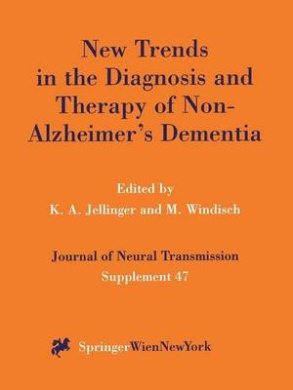 New Trends
in the Diagnosis and
Therapy of Non-
Alzheimer's Dementia
Edited by
K. A. Jellinger and M. Windisch
Journal of Neural Transmission
Supplement 47
SpringerWienNewYork